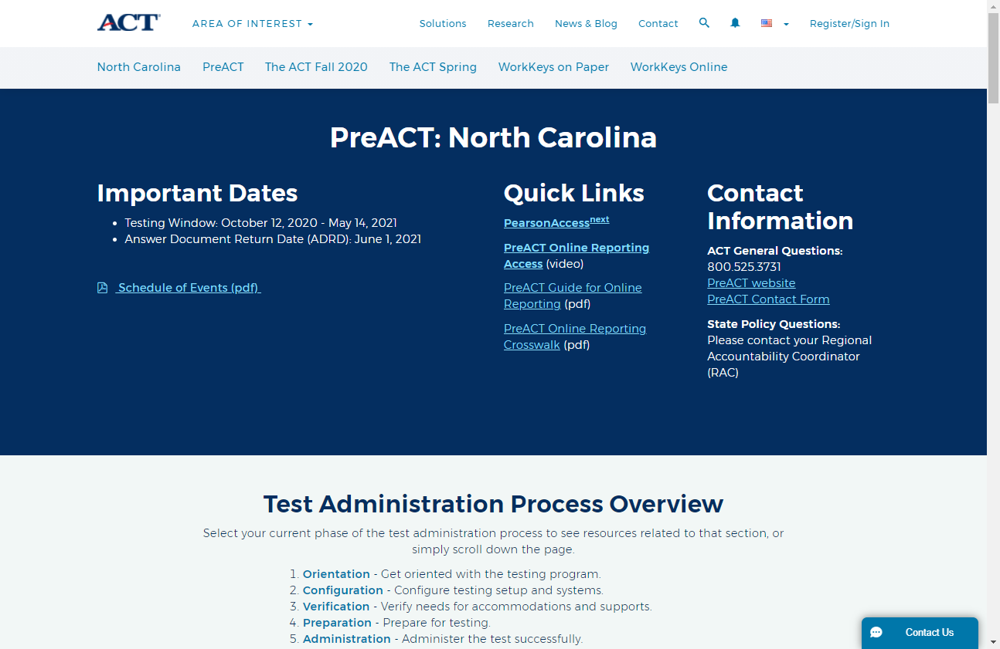 ACT
AREA OF INTEREST
Solutions
Research
News & Blog
Contact
Register/Sign In
North Carolina
PreACT
The ACT Fall 2020
The ACT Spring
WorkKeys on Paper
WorkKeys Online
PreACT: North Carolina
Important Dates
• Testing Window: October 12, 2020 - May 14, 2021
• Answer Document Return Date (ADRD): June 1, 2021
Schedule of Events (pdf)
Quick Links
PearsonAccessnext
PreACT Online Reporting
Access (video)
PreACT Guide for Online
Reporting (pdf)
PreACT Online Reporting
Crosswalk (pdf)
Contact
Information
ACT General Questions:
800.525.3731
PreACT website
PreACT Contact Form
State Policy Questions:
Please contact your Regional
Accountability Coordinator
(RAC)
Test Administration Process Overview
Select your current phase of the test administration process to see resources related to that section, or
simply scroll down the page.
1. Orientation - Get oriented with the testing program.
2. Configuration - Configure testing setup and systems.
3. Verification - Verify needs for accommodations and supports.
4. Preparation - Prepare for testing.
5. Administration - Administer the test successfully.
Contact Us